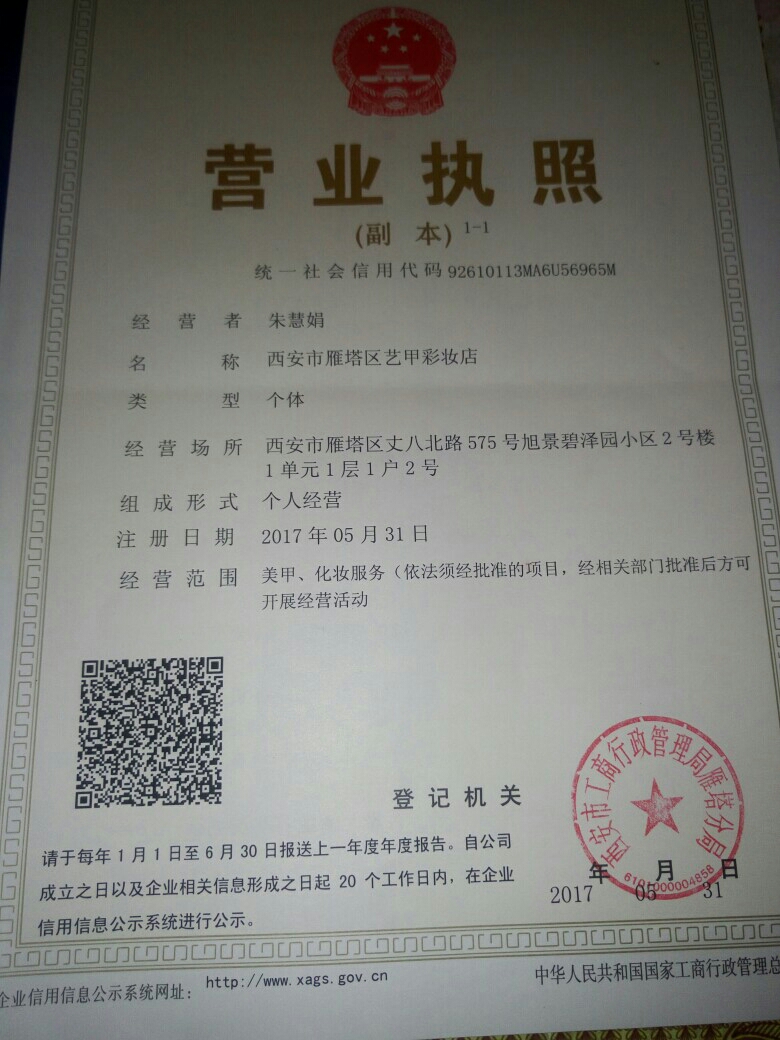 营业执照
(副本) 1-1
统一社会信用代码 92610113MA6U56965M
经营者 朱慧娟
名称 西安市雁塔区艺甲彩妆店
类型 个体
经营场所 西安市雁塔区丈八北路575号旭景碧泽园小区2号楼
1单元1层1户2号
组成形式 个人经营
注册日期 2017年05月31日
经营范围 美甲、化妆服务（依法须经批准的项目，经相关部门批准后方可
开展经营活动
登记机关
西安市工商行政管理局雁塔分局
6101000004858
请于每年1月1日至6月30日报送上一年度年度报告。自公司
成立之日以及企业相关信息形成之日起20个工作日内，在企业
信用信息公示系统进行公示。
年 月 日
2017 05 31
企业信用信息公示系统网址： http://www.xags.gov.cn
中华人民共和国国家工商行政管理总